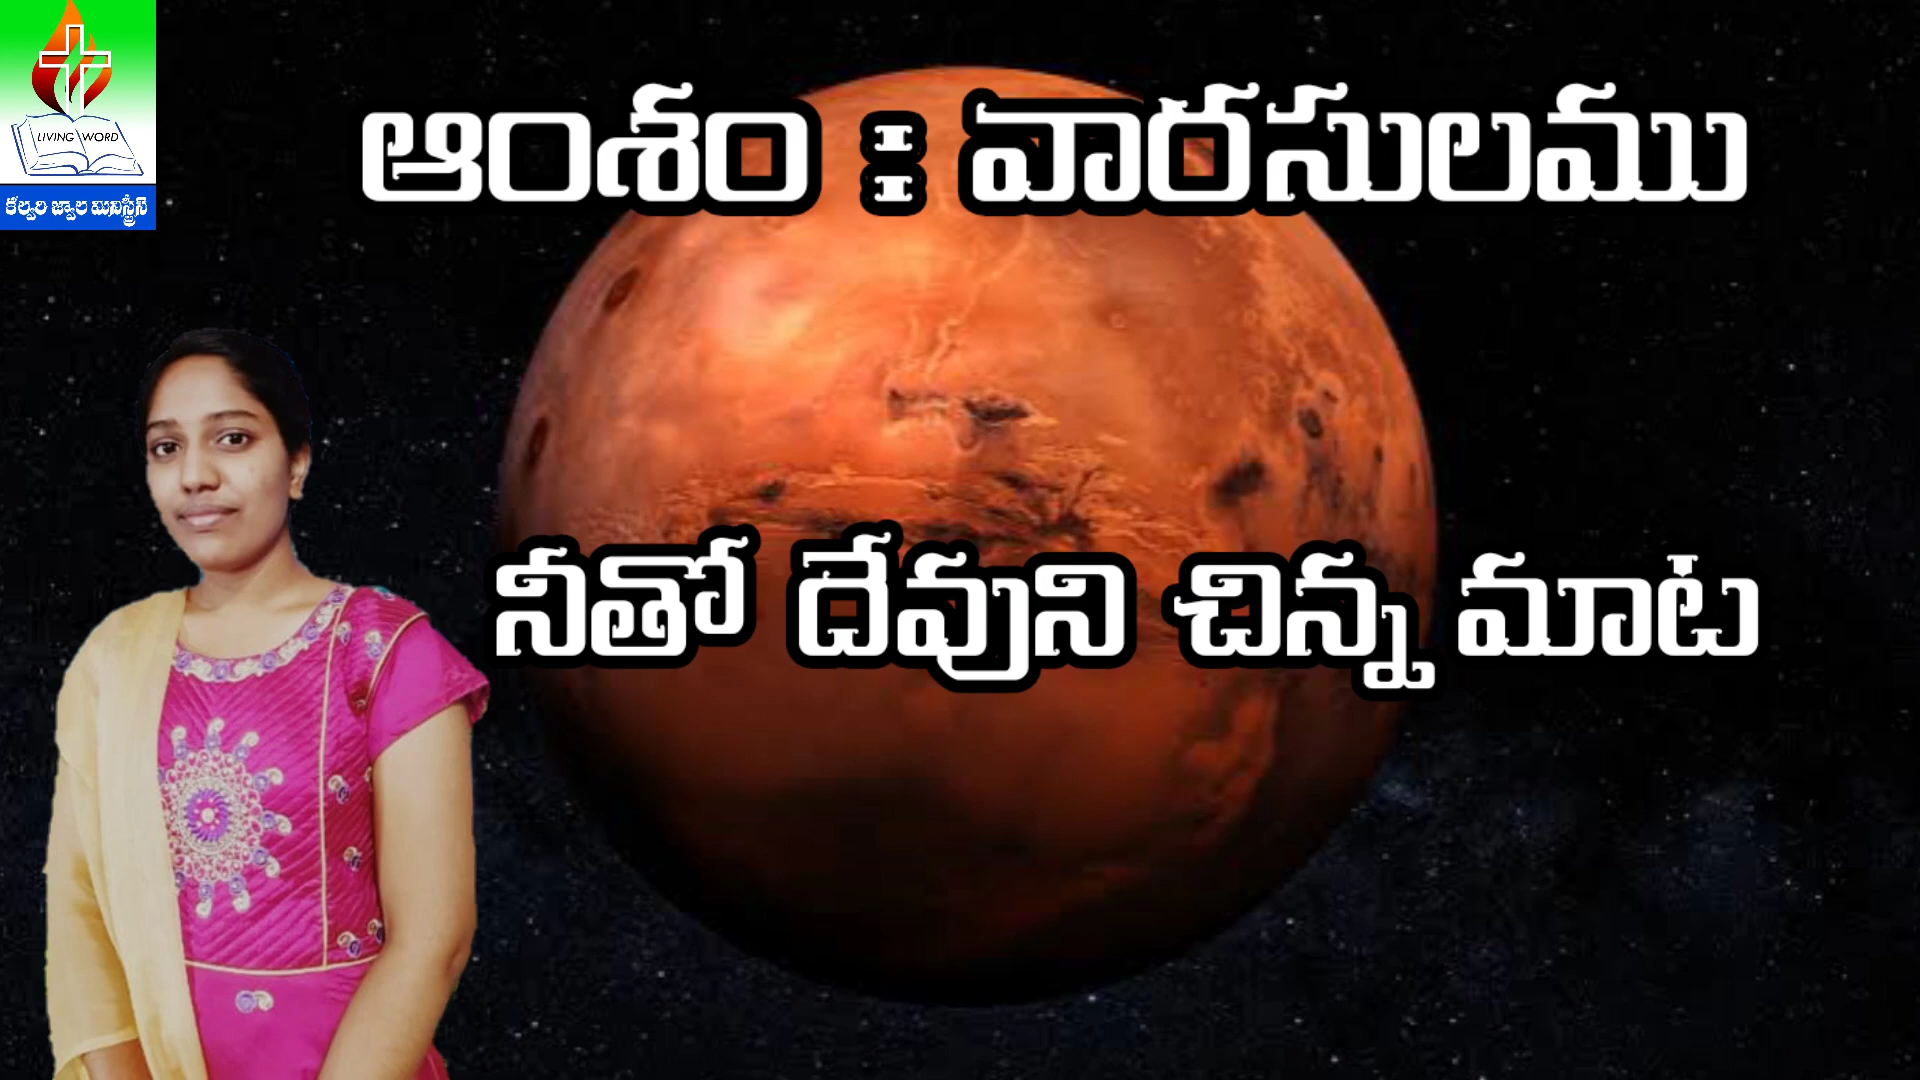 LIVING WORD
కల్వరి జ్వాల మినిస్ట్రీస్
ఆంశం : వారసులము
నీతో దేవుని చిన్న మాట